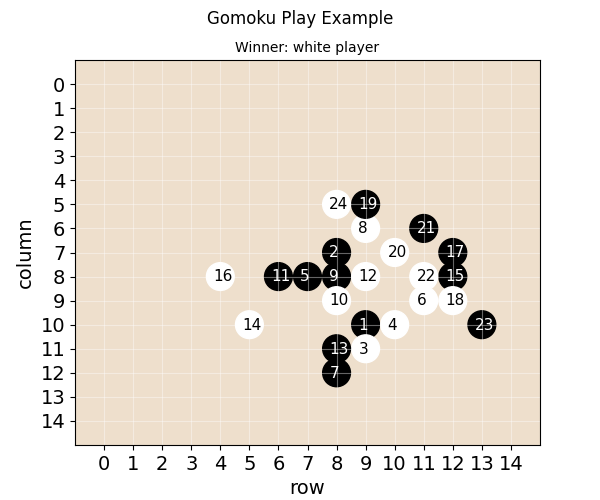 Gomoku Play Example
Winner: white player
column
0
1
2
3
4
5 24 19
6 8 21
7 2 20 17
8 16 11 5 9 12 22 15
9 10 6 18
10 14 1 4 23
11 13 3
12 7
13
14
0 1 2 3 4 5 6 7 8 9 10 11 12 13 14
row